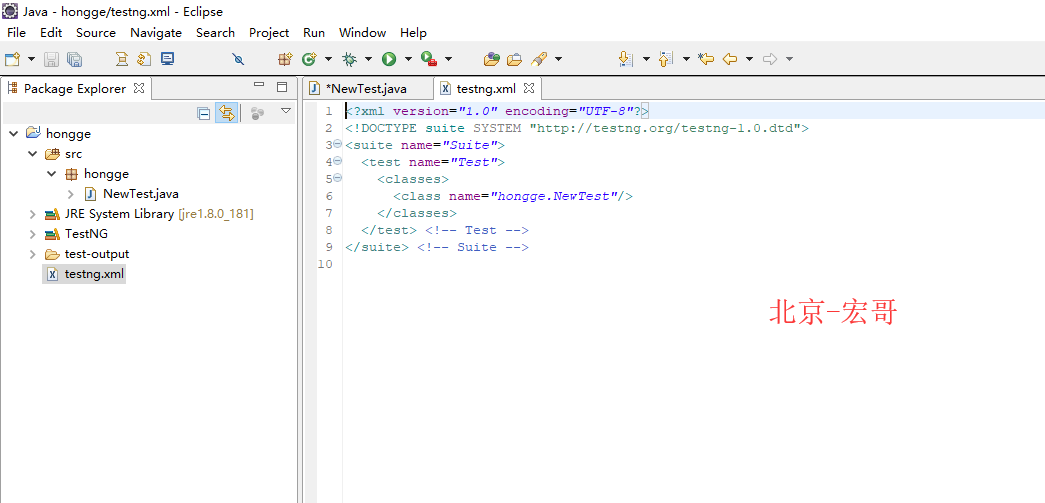 Java - hongge/testng.xml - Eclipse
File Edit Source Navigate Search Project Run Window Help
Package Explorer
*NewTest.java
testng.xml
hongge
src
hongge
NewTest.java
JRE System Library [jre1.8.0_181]
TestNG
test-output
testng.xml
1 <?xml version="1.0" encoding="UTF-8"?>
2 <!DOCTYPE suite SYSTEM "http://testng.org/testng-1.0.dtd">
3 <suite name="Suite">
4 <test name="Test">
5 <classes>
6 <class name="hongge.NewTest"/>
7 </classes>
8 </test> <!-- Test -->
9 </suite> <!-- Suite -->
10
北京-宏哥